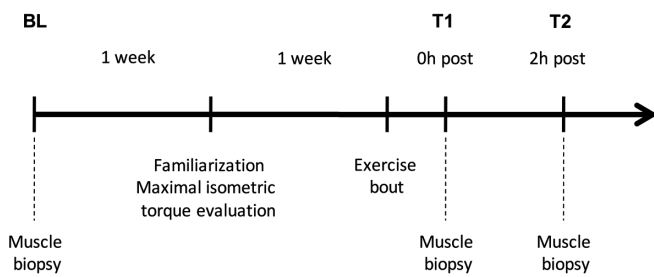 BL
T1
T2
1 week
1 week
0h post
2h post
Familiarization
Maximal isometric
torque evaluation
Exercise
bout
Muscle
biopsy
Muscle
biopsy
Muscle
biopsy